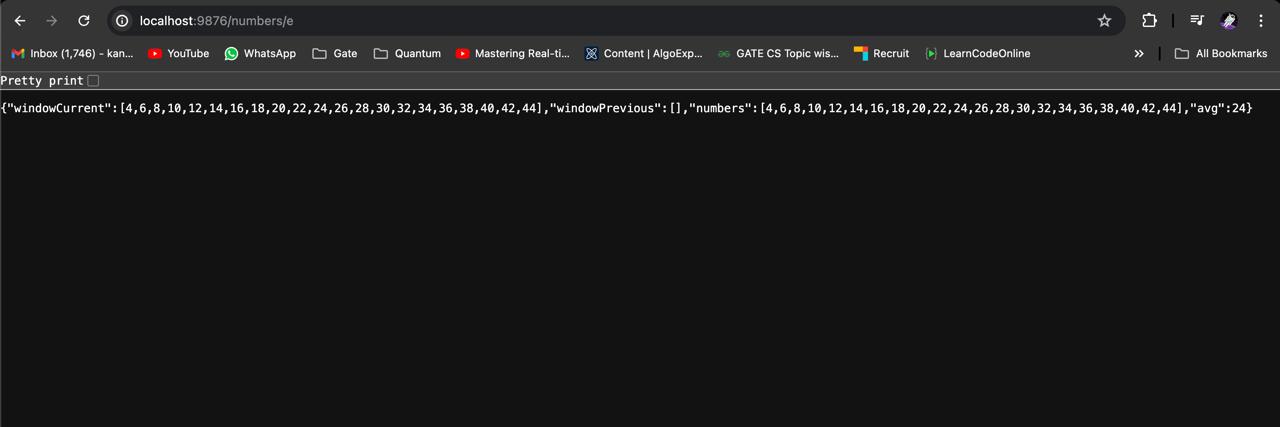 localhost:9876/numbers/e
Inbox (1,746) - kan... YouTube WhatsApp Gate Quantum Mastering Real-ti... Content | AlgoExp... GATE CS Topic wis... Recruit LearnCodeOnline » All Bookmarks
Pretty print
{"windowCurrent":[4,6,8,10,12,14,16,18,20,22,24,26,28,30,32,34,36,38,40,42,44],"windowPrevious":[],"numbers":[4,6,8,10,12,14,16,18,20,22,24,26,28,30,32,34,36,38,40,42,44],"avg":24}